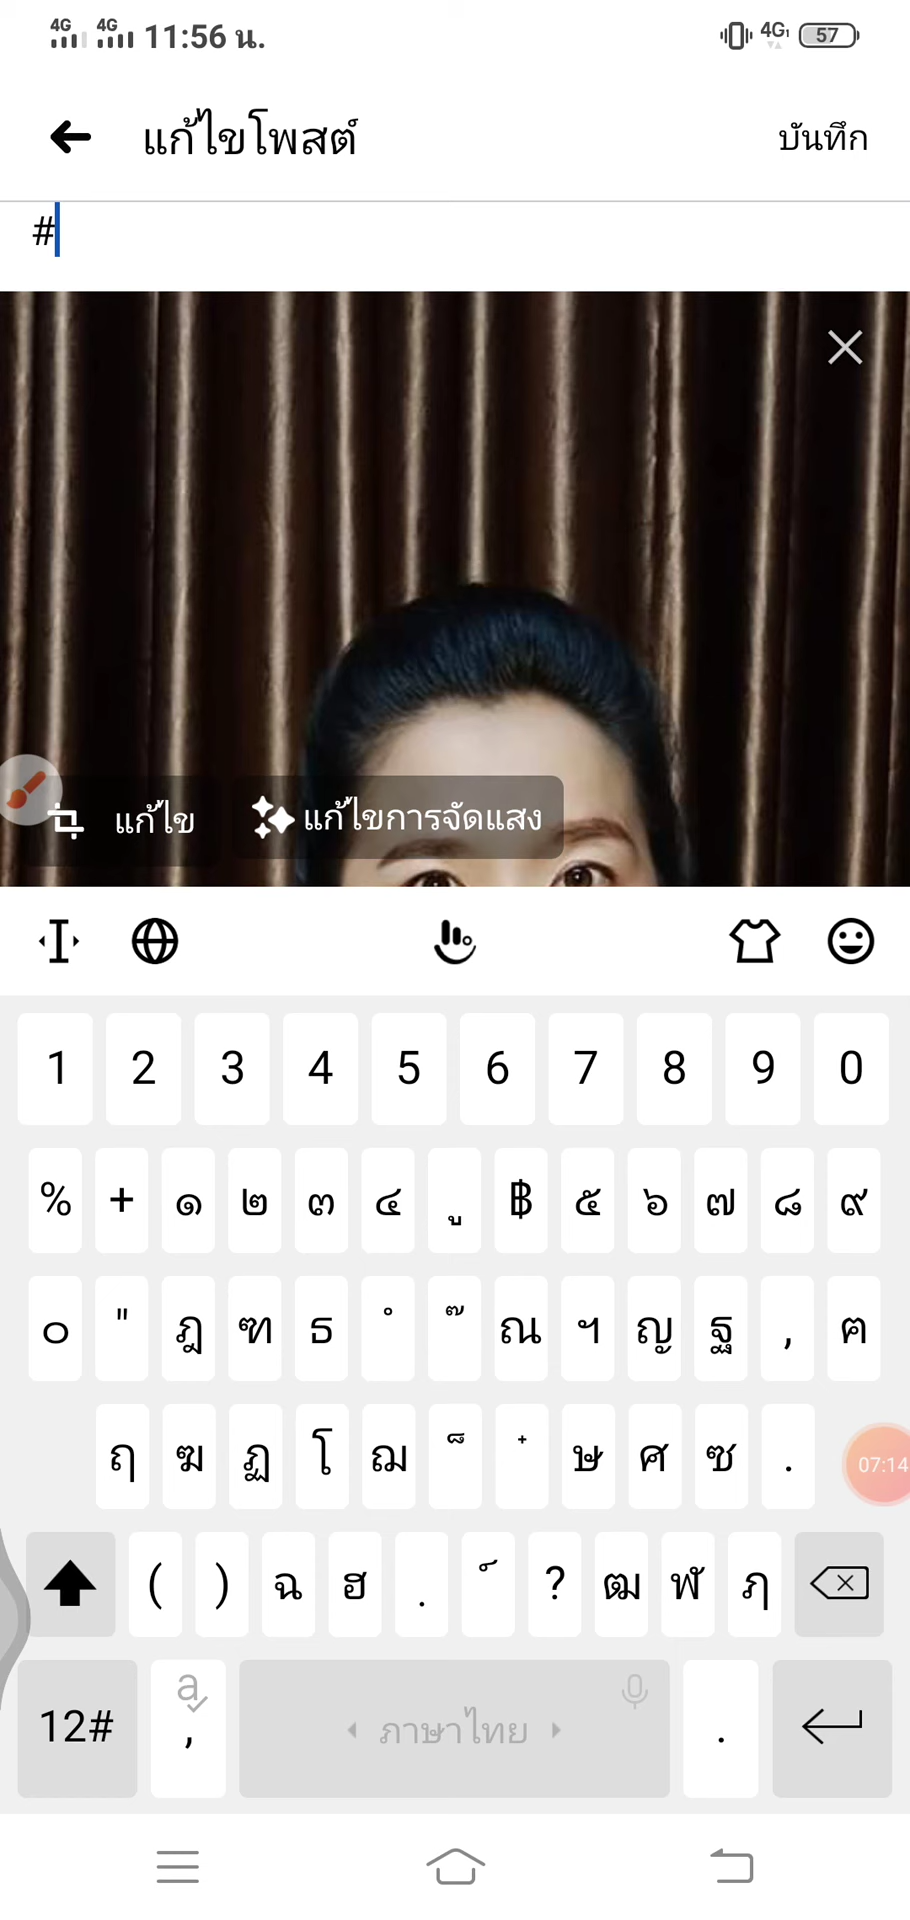 4G 4G 11:56 น. 4G1 57
แก้ไขโพสต์ บันทึก
#
แก้ไข แก้ไขการจัดแสง
1 2 3 4 5 6 7 8 9 0
% + ๑ ๒ ๓ ๔ ู ฿ ๕ ๖ ๗ ๘ ๙
๐ " ฎ ฑ ธ ํ ๊ ณ ฯ ญ ฐ , ฅ
ฤ ฆ ฏ โ ฌ ็ ๋ ษ ศ ซ .
07:14
( ) ฉ ฮ ฺ ์ ? ฒ ฬ ฦ
12# a , ภาษาไทย .